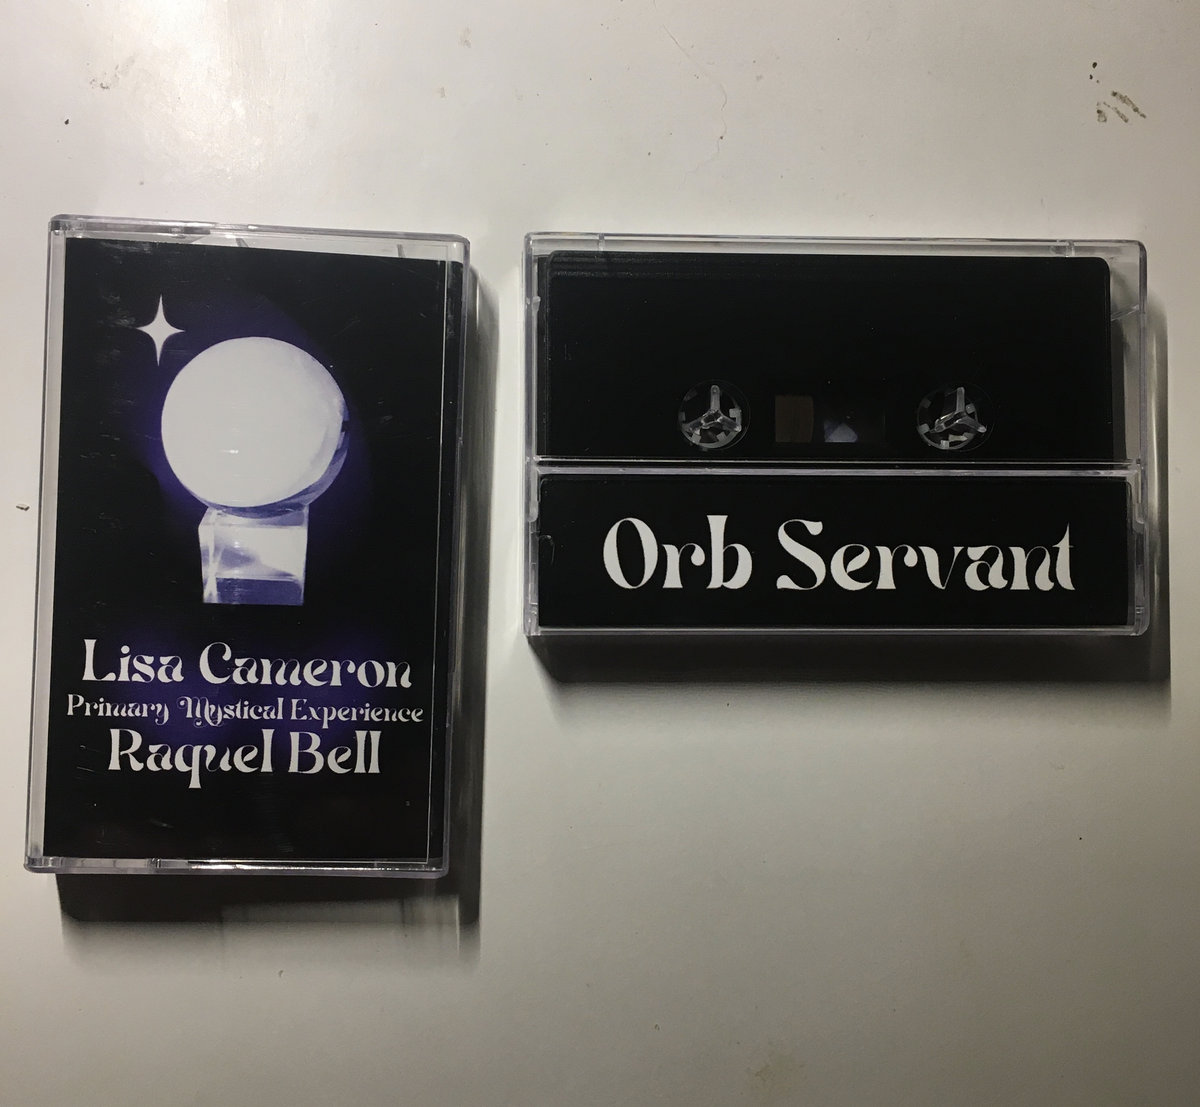 Lisa Cameron
Primary Mystical Experience
Raquel Bell
Orb Servant